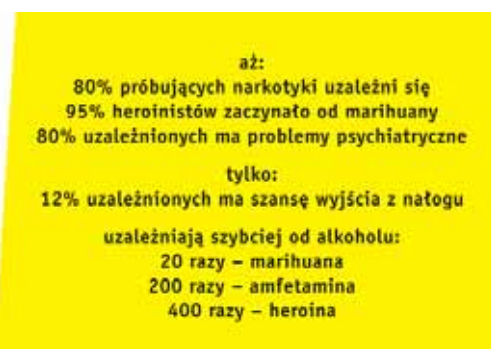 aż:
80% próbujących narkotyki uzależni się
95% heroinistów zaczynało od marihuany
80% uzależnionych ma problemy psychiatryczne
tylko:
12% uzależnionych ma szansę wyjścia z nałogu
uzależniają szybciej od alkoholu:
20 razy – marihuana
200 razy – amfetamina
400 razy – heroina